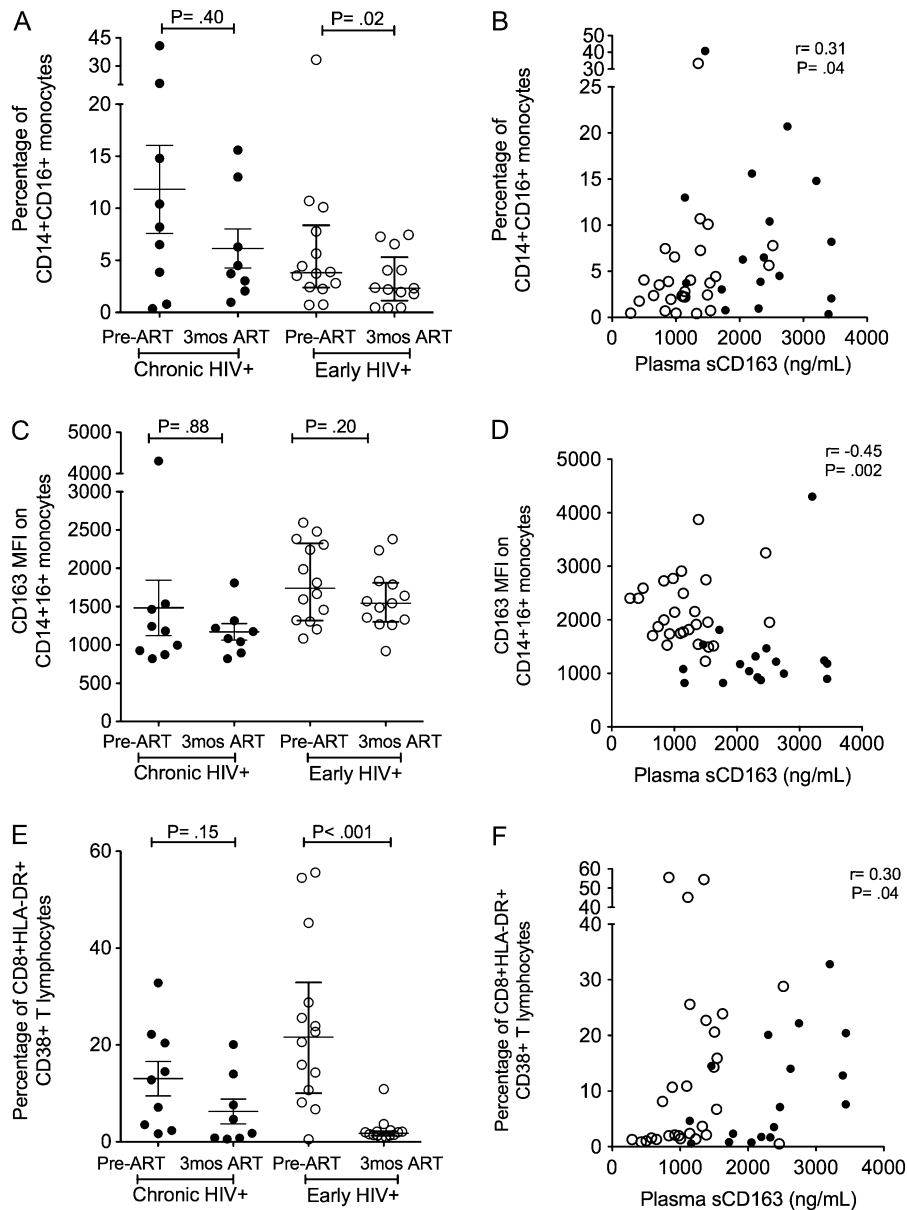 A
P= .40
P= .02
Percentage of
CD14+CD16+ monocytes
45
30
20
15
10
5
0
Pre-ART 3mos ART Pre-ART 3mos ART
Chronic HIV+ Early HIV+
B
r= 0.31
P= .04
Percentage of
CD14+CD16+ monocytes
50
40
30
25
20
15
10
5
0
0 1000 2000 3000 4000
Plasma sCD163 (ng/mL)
C
P= .88
P= .20
CD163 MFI on
CD14+16+ monocytes
5000
4000
3000
2500
2000
1500
1000
500
0
Pre-ART 3mos ART Pre-ART 3mos ART
Chronic HIV+ Early HIV+
D
r= -0.45
P= .002
CD163 MFI on
CD14+16+ monocytes
5000
4000
3000
2000
1000
0
0 1000 2000 3000 4000
Plasma sCD163 (ng/mL)
E
P= .15
P< .001
Percentage of CD8+HLA-DR+
CD38+ T lymphocytes
60
40
20
0
Pre-ART 3mos ART Pre-ART 3mos ART
Chronic HIV+ Early HIV+
F
r= 0.30
P= .04
Percentage of CD8+HLA-DR+
CD38+ T lymphocytes
60
50
40
30
20
10
0
0 1000 2000 3000 4000
Plasma sCD163 (ng/mL)